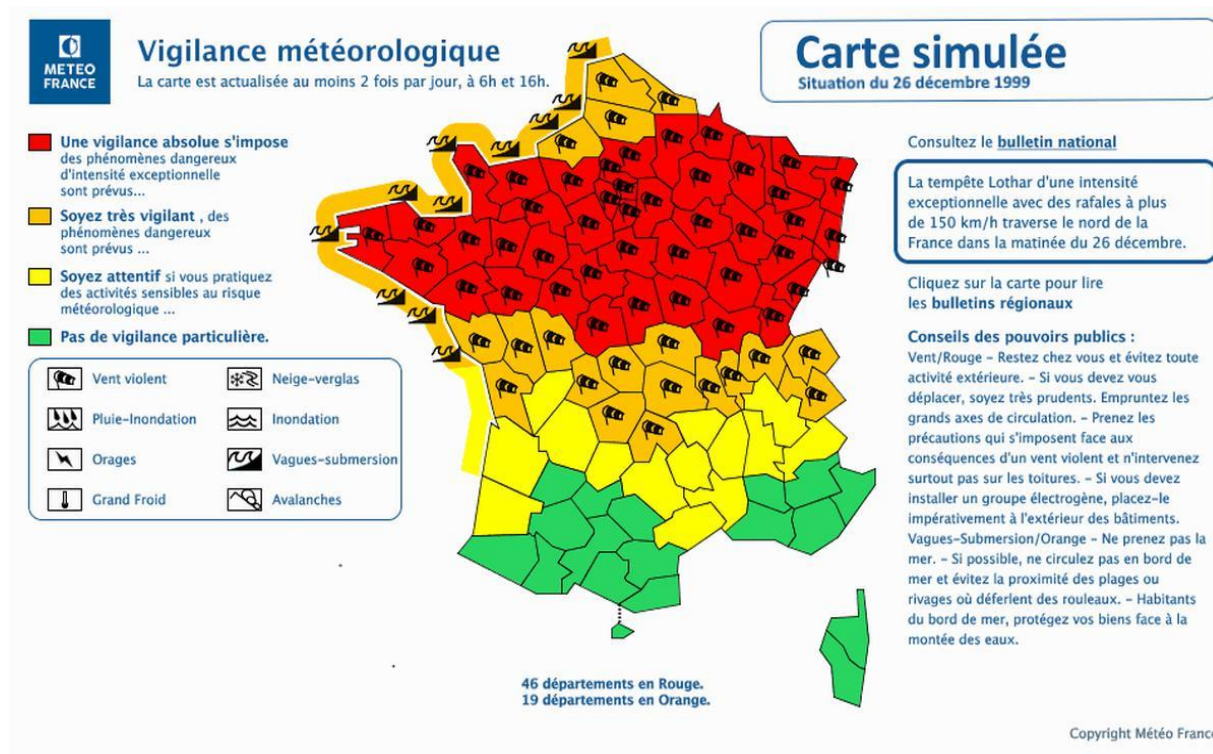 METEO
FRANCE
Vigilance météorologique
La carte est actualisée au moins 2 fois par jour, à 6h et 16h.
Carte simulée
Situation du 26 décembre 1999
Une vigilance absolue s'impose
des phénomènes dangereux
d'intensité exceptionnelle
sont prévus...
Soyez très vigilant , des
phénomènes dangereux
sont prévus ...
Soyez attentif si vous pratiquez
des activités sensibles au risque
météorologique ...
Pas de vigilance particulière.
Vent violent
Neige-verglas
Pluie-Inondation
Inondation
Orages
Vagues-submersion
Grand Froid
Avalanches
Consultez le bulletin national
La tempête Lothar d'une intensité
exceptionnelle avec des rafales à plus
de 150 km/h traverse le nord de la
France dans la matinée du 26 décembre.
Cliquez sur la carte pour lire
les bulletins régionaux
Conseils des pouvoirs publics :
Vent/Rouge – Restez chez vous et évitez toute
activité extérieure. – Si vous devez vous
déplacer, soyez très prudents. Empruntez les
grands axes de circulation. – Prenez les
précautions qui s'imposent face aux
conséquences d'un vent violent et n'intervenez
surtout pas sur les toitures. – Si vous devez
installer un groupe électrogène, placez-le
impérativement à l'extérieur des bâtiments.
Vagues-Submersion/Orange – Ne prenez pas la
mer. – Si possible, ne circulez pas en bord de
mer et évitez la proximité des plages ou
rivages où déferlent des rouleaux. – Habitants
du bord de mer, protégez vos biens face à la
montée des eaux.
46 départements en Rouge.
19 départements en Orange.
Copyright Météo France